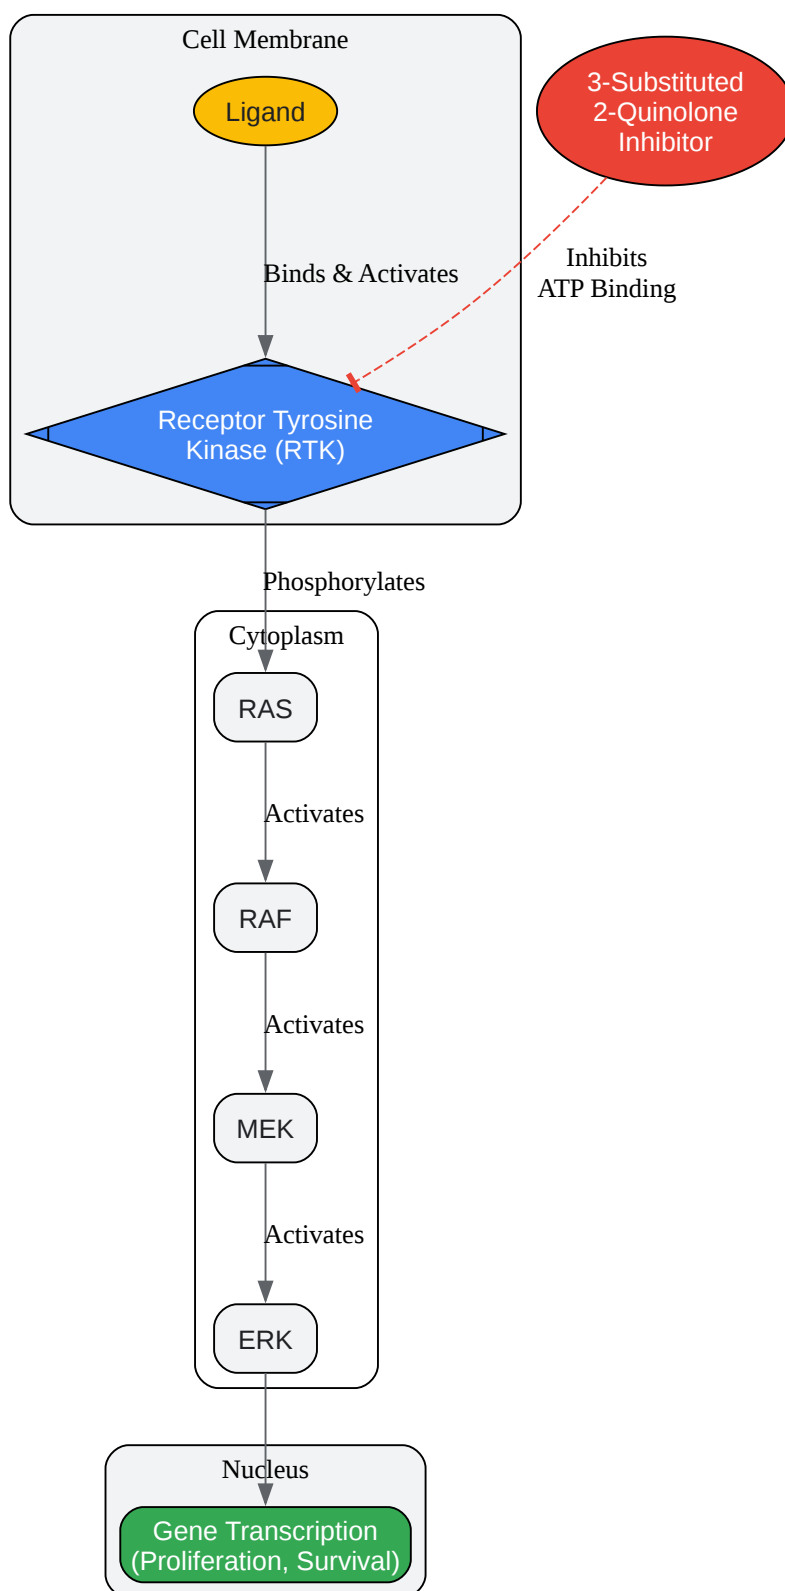 Cell Membrane
Ligand
3-Substituted
2-Quinolone
Inhibitor
Binds & Activates
Inhibits
ATP Binding
Receptor Tyrosine
Kinase (RTK)
Phosphorylates
Cytoplasm
RAS
Activates
RAF
Activates
MEK
Activates
ERK
Nucleus
Gene Transcription
(Proliferation, Survival)